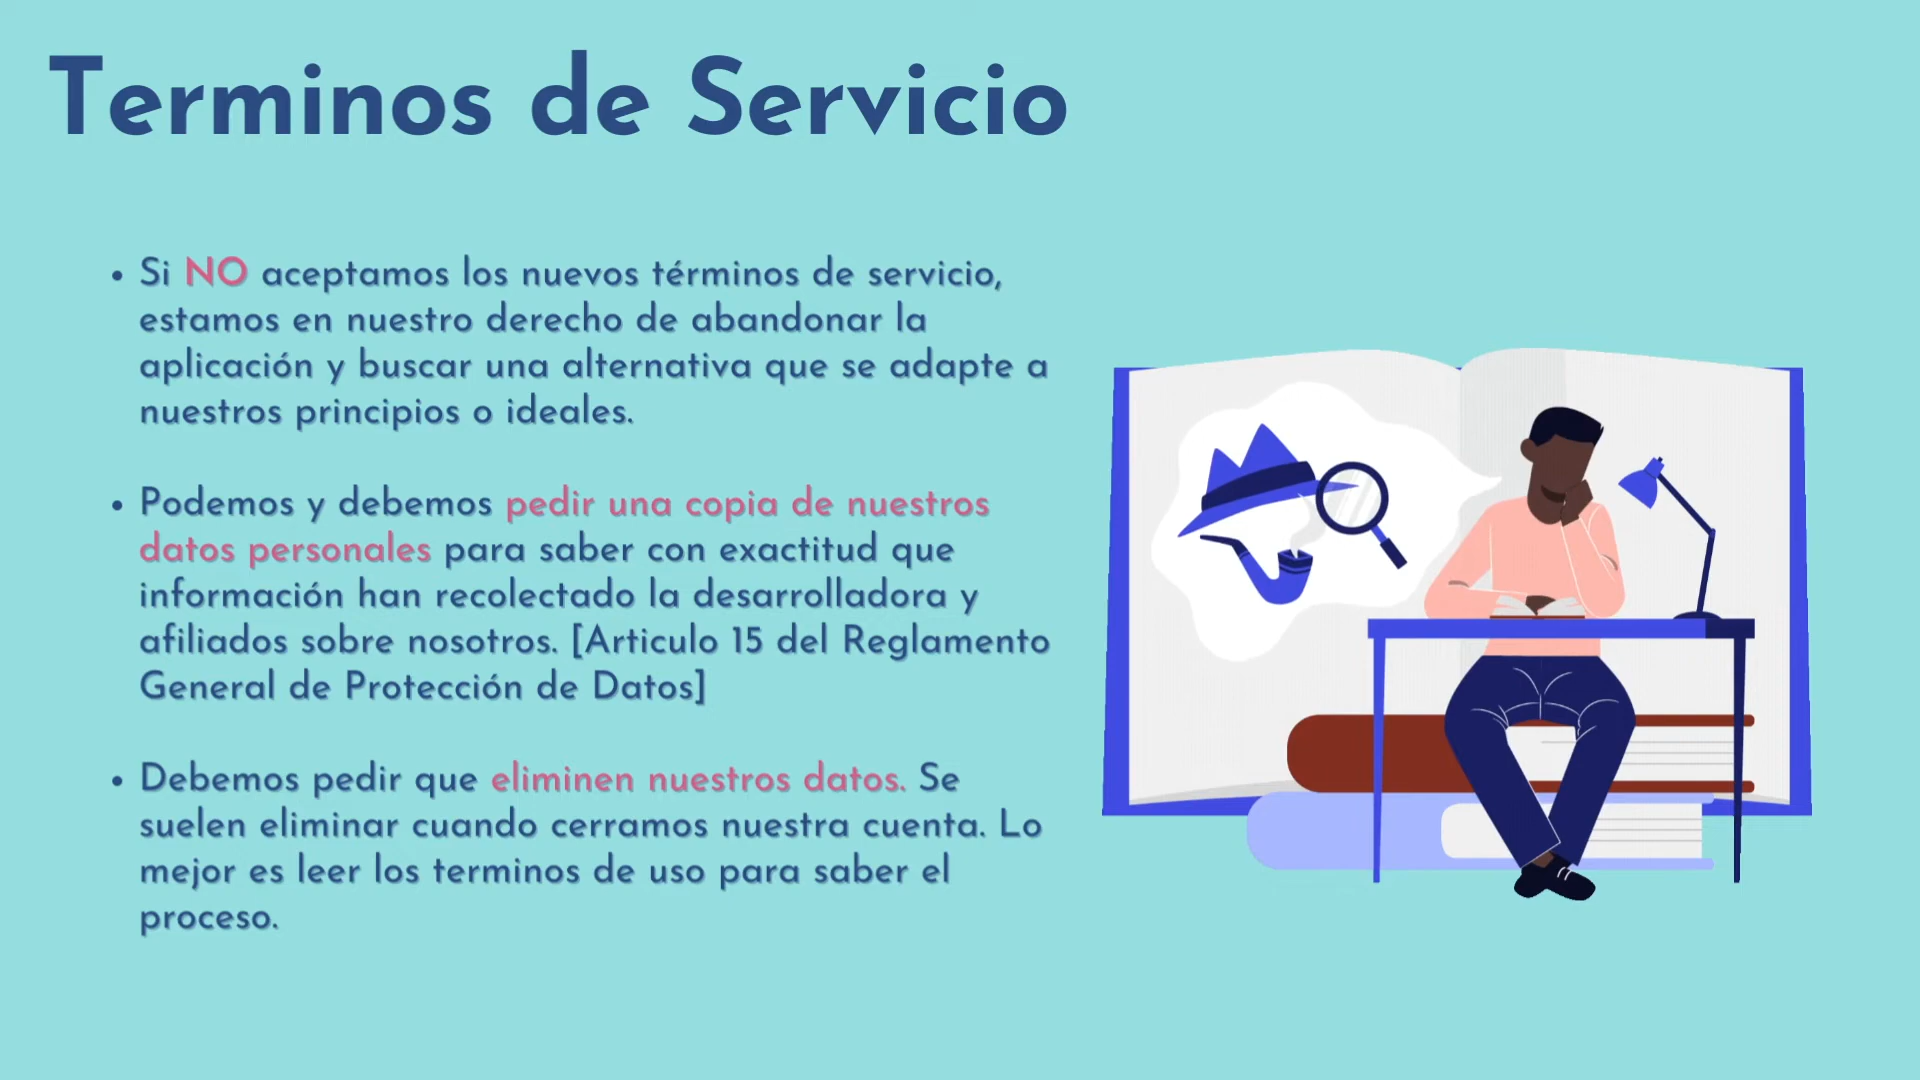 Terminos de Servicio
• Si NO aceptamos los nuevos términos de servicio,
estamos en nuestro derecho de abandonar la
aplicación y buscar una alternativa que se adapte a
nuestros principios o ideales.
• Podemos y debemos pedir una copia de nuestros
datos personales para saber con exactitud que
información han recolectado la desarrolladora y
afiliados sobre nosotros. [Articulo 15 del Reglamento
General de Protección de Datos]
• Debemos pedir que eliminen nuestros datos. Se
suelen eliminar cuando cerramos nuestra cuenta. Lo
mejor es leer los terminos de uso para saber el
proceso.